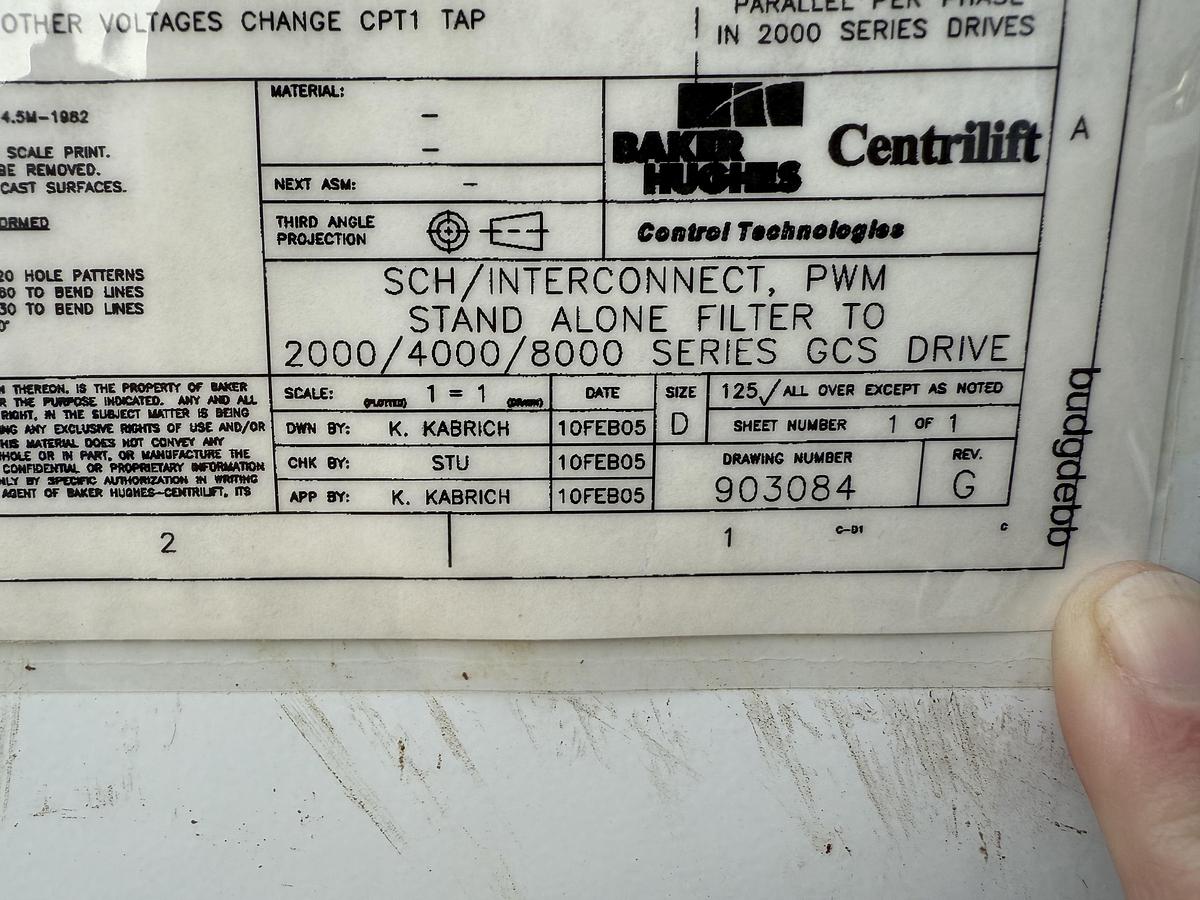 OTHER VOLTAGES CHANGE CPT1 TAP
PARALLEL PER PHASE
IN 2000 SERIES DRIVES
4.5M-1982
SCALE PRINT.
BE REMOVED.
CAST SURFACES.
ORMED
20 HOLE PATTERNS
TO BEND LINES
30 TO BEND LINES
MATERIAL:
-
-
NEXT ASM: -
THIRD ANGLE
PROJECTION
BAKER
HUGHES
Centrilift
A
Control Technologies
SCH/INTERCONNECT, PWM
STAND ALONE FILTER TO
2000/4000/8000 SERIES GCS DRIVE
THEREON, IS THE PROPERTY OF BAKER
R THE PURPOSE INDICATED. ANY AND ALL
RIGHT, IN THE SUBJECT MATTER IS BEING
NG ANY EXCLUSIVE RIGHTS OF USE AND/OR
HIS MATERIAL DOES NOT CONVEY ANY
WHOLE OR IN PART, OR MANUFACTURE THE
CONFIDENTIAL OR PROPRIETARY INFORMATION
NLY BY SPECIFIC AUTHORIZATION IN WRITING
AGENT OF BAKER HUGHES-CENTRILIFT, ITS
SCALE: (PLOTTED) 1 = 1 (DRAWN)
DATE
SIZE
D
125√ ALL OVER EXCEPT AS NOTED
DWN BY: K. KABRICH 10FEB05
SHEET NUMBER 1 OF 1
CHK BY: STU 10FEB05
APP BY: K. KABRICH 10FEB05
DRAWING NUMBER
903084
REV.
G
2
1
C-D1
C
budgdebb